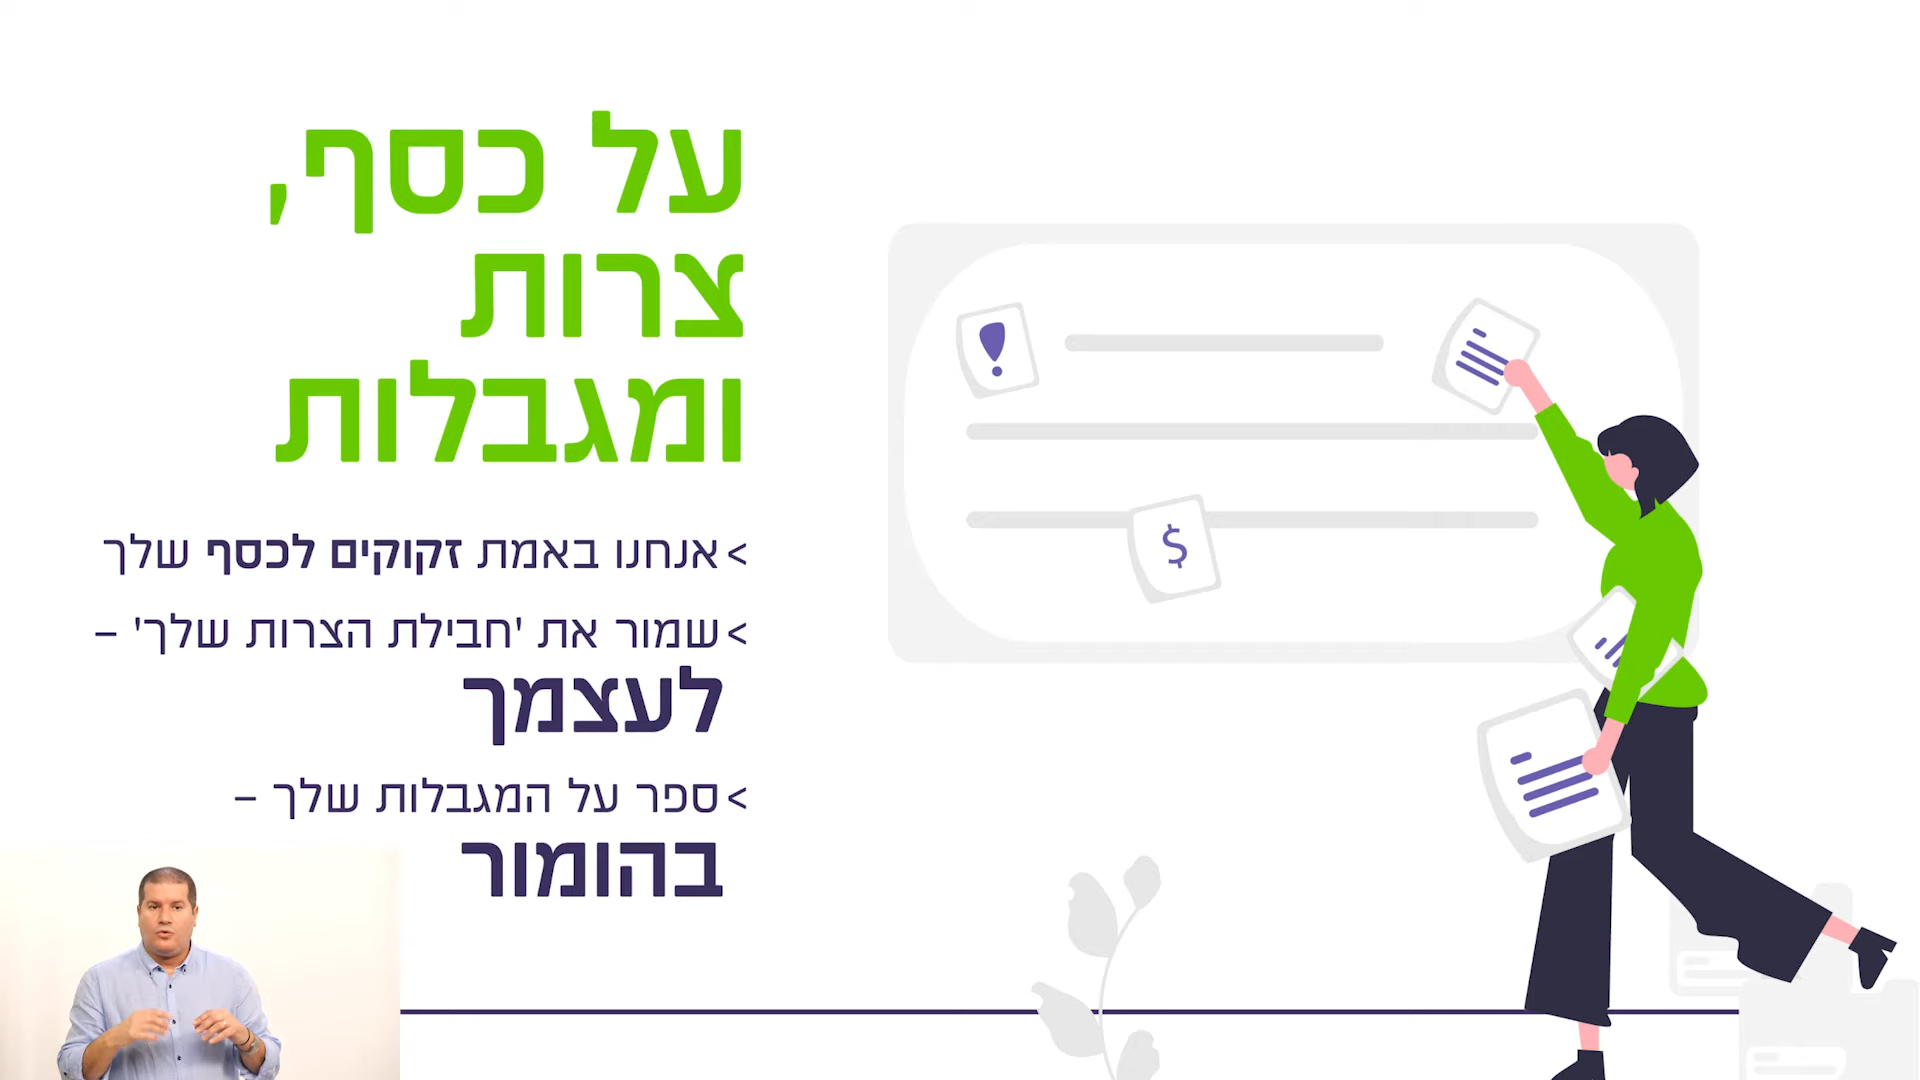 על כסף,
צרות
ומגבלות
> אנחנו באמת זקוקים לכסף שלך
> שמור את 'חבילת הצרות שלך' –
לעצמך
> ספר על המגבלות שלך –
בהומור
!
$